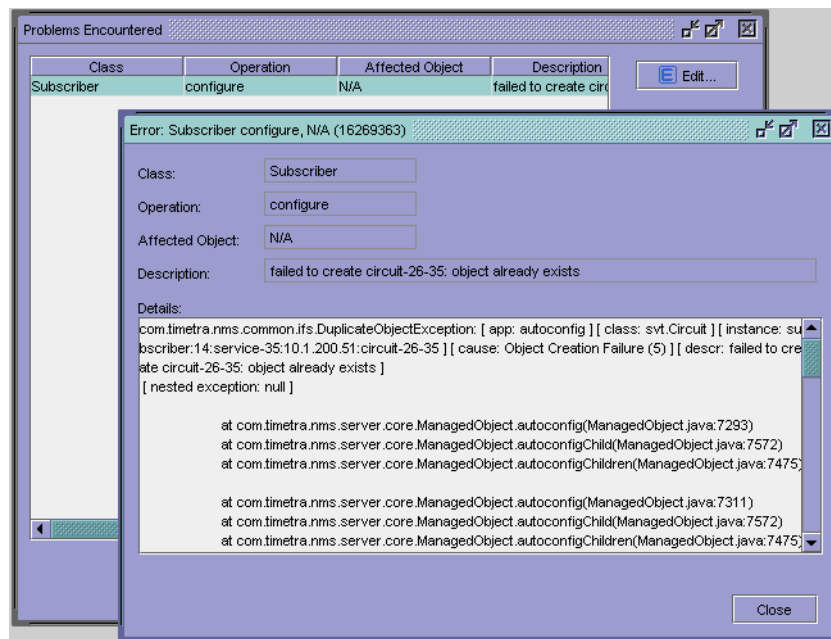 Problems Encountered
Class Operation Affected Object Description
Subscriber configure N/A failed to create circ
E Edit...
Error: Subscriber configure, N/A (16269363)
Class: Subscriber
Operation: configure
Affected Object: N/A
Description: failed to create circuit-26-35: object already exists
Details:
com.timetra.nms.common.ifs.DuplicateObjectException: [ app: autoconfig ] [ class: svt.Circuit ] [ instance: su
bscriber:14:service-35:10.1.200.51:circuit-26-35 ] [ cause: Object Creation Failure (5) ] [ descr: failed to cre
ate circuit-26-35: object already exists ]
[ nested exception: null ]
at com.timetra.nms.server.core.ManagedObject.autoconfig(ManagedObject.java:7293)
at com.timetra.nms.server.core.ManagedObject.autoconfigChild(ManagedObject.java:7572)
at com.timetra.nms.server.core.ManagedObject.autoconfigChildren(ManagedObject.java:7475)
at com.timetra.nms.server.core.ManagedObject.autoconfig(ManagedObject.java:7311)
at com.timetra.nms.server.core.ManagedObject.autoconfigChild(ManagedObject.java:7572)
at com.timetra.nms.server.core.ManagedObject.autoconfigChildren(ManagedObject.java:7475)
Close